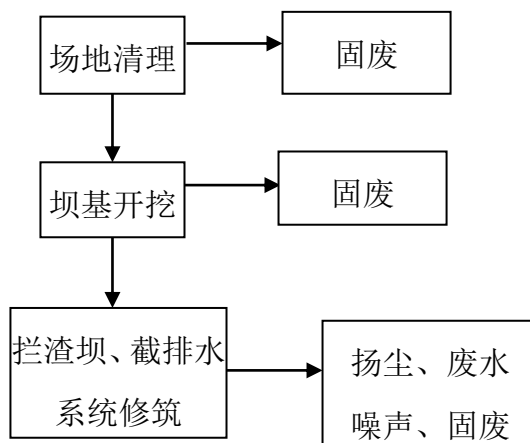 场地清理
固废
坝基开挖
固废
拦渣坝、截排水
系统修筑
扬尘、废水
噪声、固废